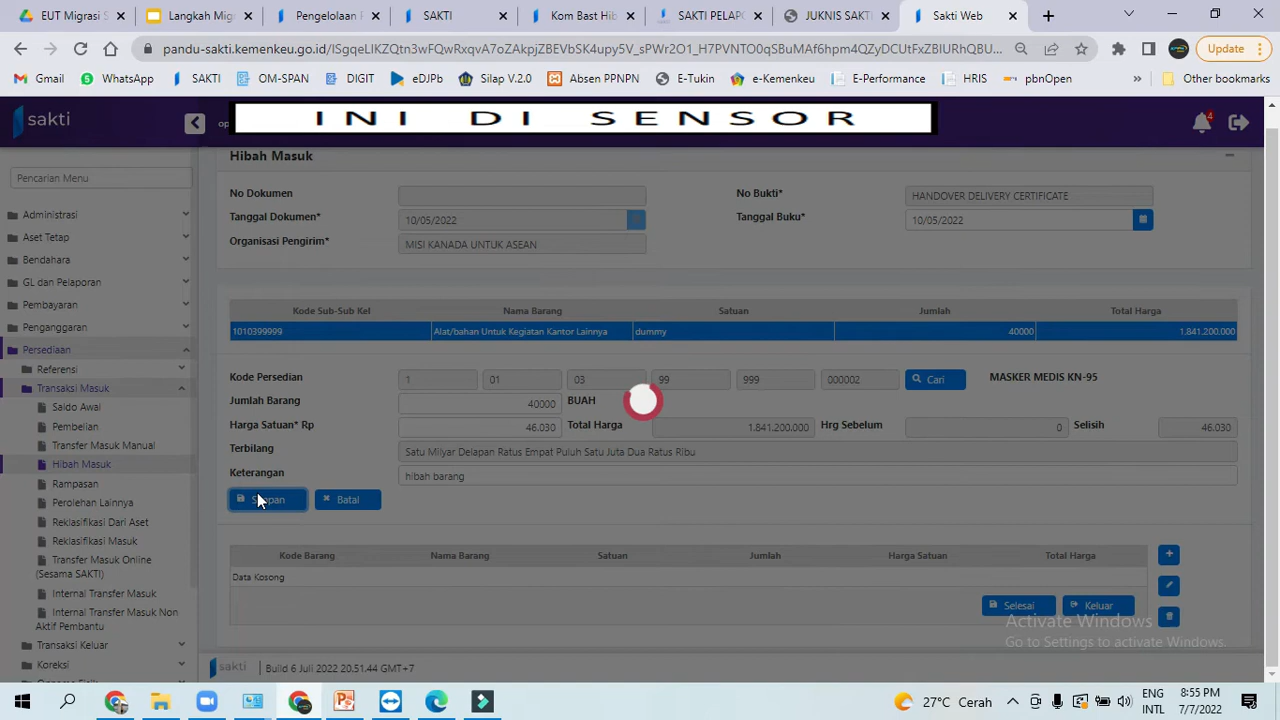 EUT Migrasi S
Langkah Mig
Pengelolaan P
SAKTI
Kom Bast Hib
SAKTI PELAPO
JUKNIS SAKTI
Sakti Web
pandu-sakti.kemenkeu.go.id/
Update
Gmail
WhatsApp
SAKTI
OM-SPAN
DIGIT
eDJPb
Silap V.2.0
Absen PPNPN
E-Tukin
e-Kemenkeu
E-Performance
HRIS
pbnOpen
»
Other bookmarks
sakti
op
INI DI SENSOR
4
Pencarian Menu
Administrasi
Aset Tetap
Bendahara
GL dan Pelaporan
Pembayaran
Penganggaran
Persediaan
Referensi
Transaksi Masuk
Saldo Awal
Pembelian
Transfer Masuk Manual
Hibah Masuk
Rampasan
Perolehan Lainnya
Reklasifikasi Dari Aset
Reklasifikasi Masuk
Transfer Masuk Online
(Sesama SAKTI)
Internal Transfer Masuk
Internal Transfer Masuk Non
Aktif Pembantu
Transaksi Keluar
Koreksi
Hibah Masuk
No Dokumen
No Bukti* HANDOVER DELIVERY CERTIFICATE
Tanggal Dokumen* 10/05/2022
Tanggal Buku* 10/05/2022
Organisasi Pengirim* MISI KANADA UNTUK ASEAN
Kode Sub-Sub Kel Nama Barang Satuan Jumlah Total Harga
1010399999 Alat/bahan Untuk Kegiatan Kantor Lainnya dummy 40000 1.841.200.000
Kode Persedian 1 01 03 99 999 000002 Cari MASKER MEDIS KN-95
Jumlah Barang 40000 BUAH
Harga Satuan* Rp 46.030 Total Harga 1.841.200.000 Hrg Sebelum 0 Selisih 46.030
Terbilang Satu Milyar Delapan Ratus Empat Puluh Satu Juta Dua Ratus Ribu
Keterangan hibah barang
Batal
Kode Barang Nama Barang Satuan Jumlah Harga Satuan Total Harga
Data Kosong
Selesai Keluar
Activate Windows
Go to Settings to activate Windows.
sakti Build 6 Juli 2022 20.51.44 GMT+7
27°C Cerah
ENG
INTL
8:55 PM
7/7/2022